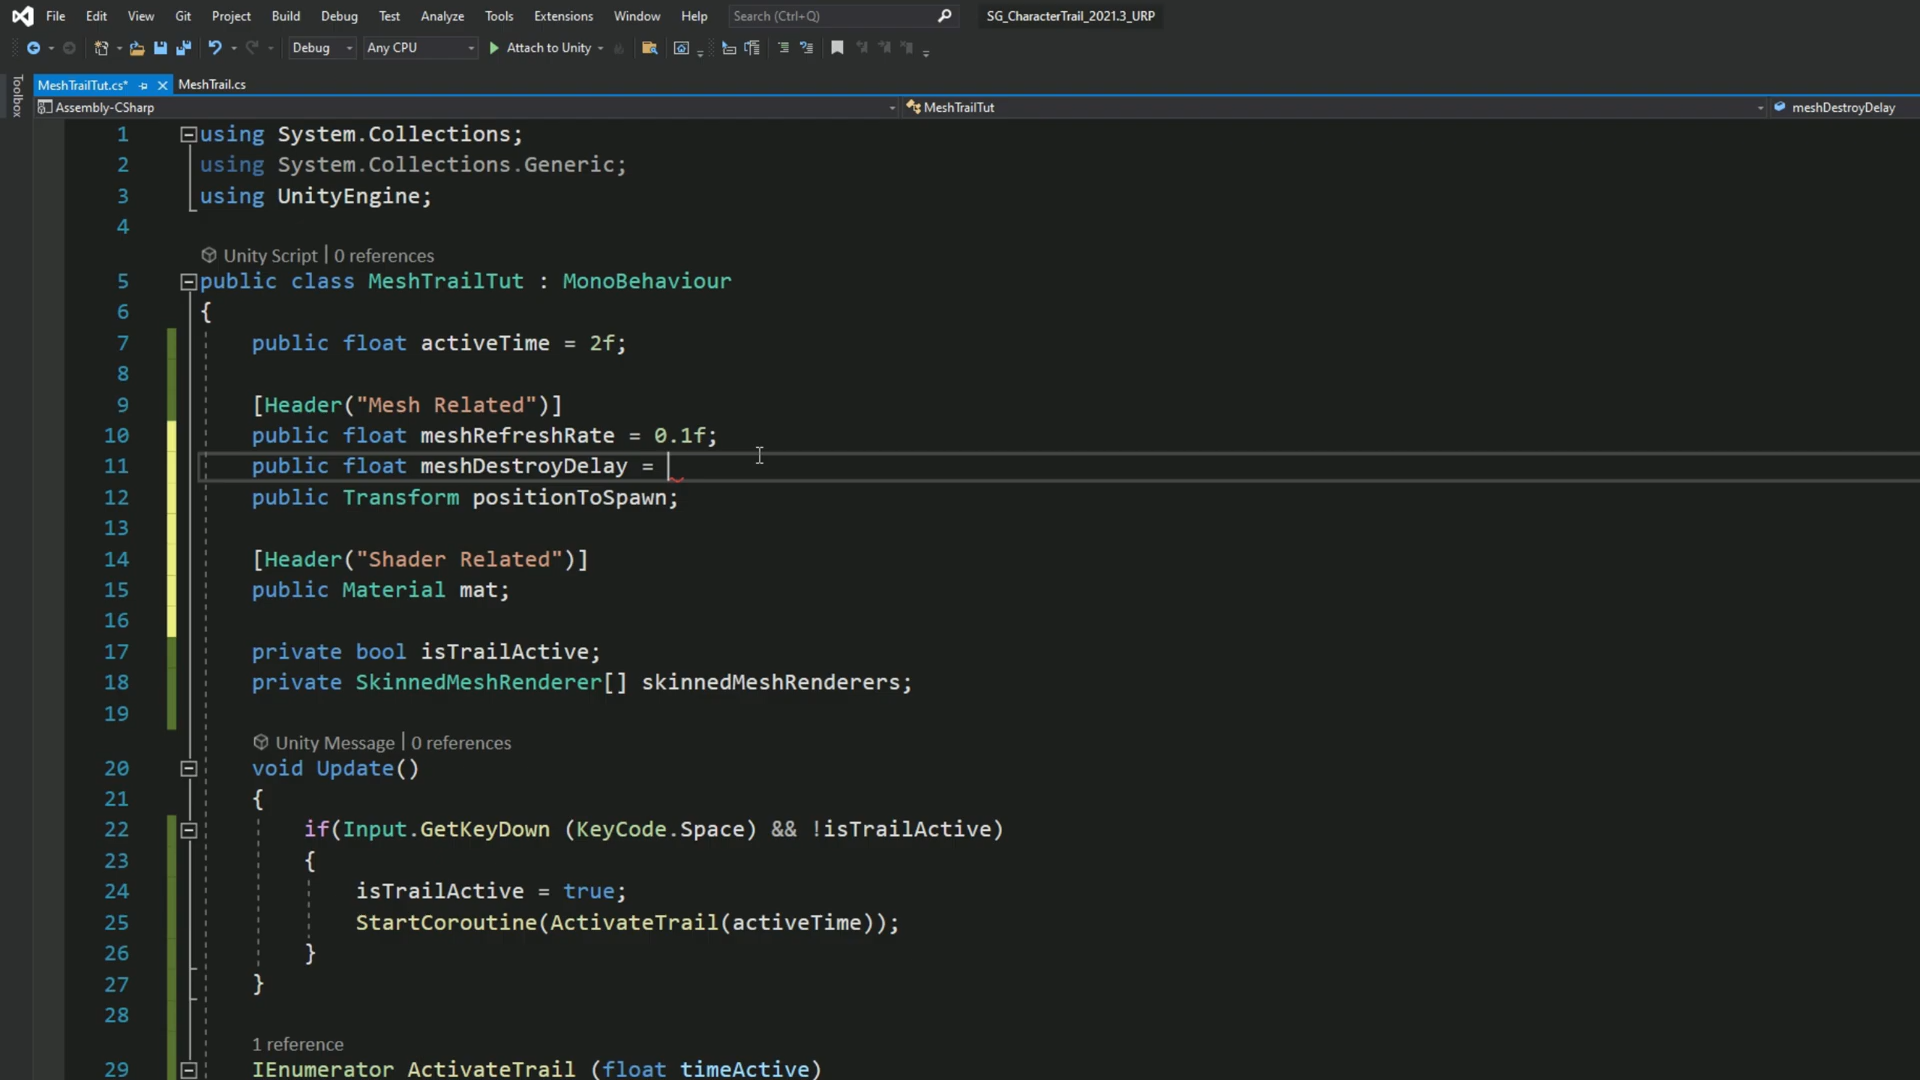 File Edit View Git Project Build Debug Test Analyze Tools Extensions Window Help Search (Ctrl+Q) SG_CharacterTrail_2021.3_URP
Debug Any CPU Attach to Unity
Toolbox
MeshTrailTut.cs* MeshTrail.cs
Assembly-CSharp MeshTrailTut meshDestroyDelay
1 using System.Collections;
2 using System.Collections.Generic;
3 using UnityEngine;
4
Unity Script | 0 references
5 public class MeshTrailTut : MonoBehaviour
6 {
7 public float activeTime = 2f;
8
9 [Header("Mesh Related")]
10 public float meshRefreshRate = 0.1f;
11 public float meshDestroyDelay =
12 public Transform positionToSpawn;
13
14 [Header("Shader Related")]
15 public Material mat;
16
17 private bool isTrailActive;
18 private SkinnedMeshRenderer[] skinnedMeshRenderers;
19
Unity Message | 0 references
20 void Update()
21 {
22 if(Input.GetKeyDown (KeyCode.Space) && !isTrailActive)
23 {
24 isTrailActive = true;
25 StartCoroutine(ActivateTrail(activeTime));
26 }
27 }
28
1 reference
29 IEnumerator ActivateTrail (float timeActive)